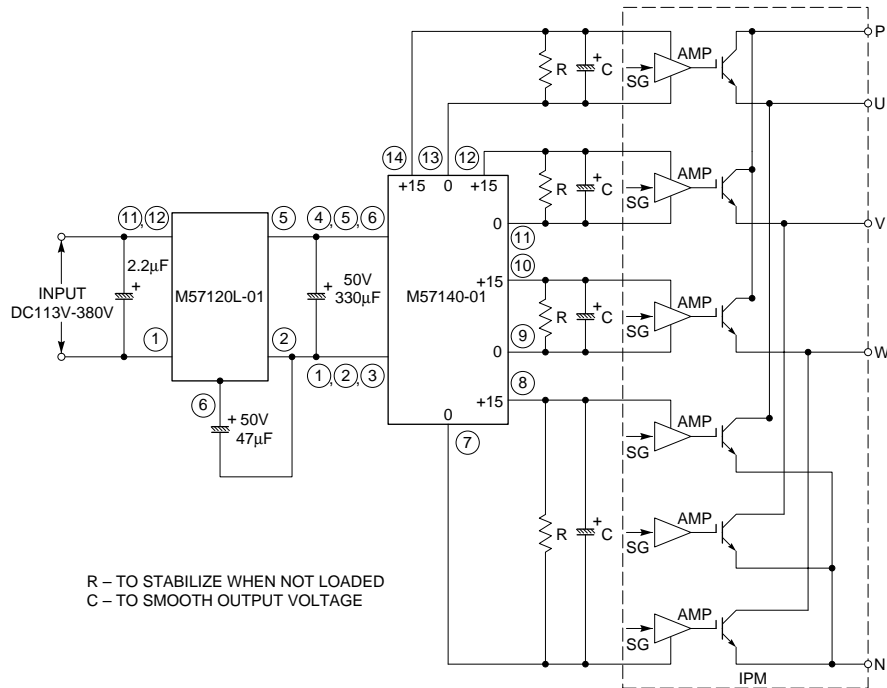 P
AMP
+
R
C
SG
U
14
13
12
+15
0
+15
AMP
+
R
C
SG
11,12
5
4,5,6
V
0
11
2.2µF
+
M57120L-01
+
50V
330µF
M57140-01
10
+15
AMP
+
INPUT
DC113V-380V
R
C
SG
1
2
9
0
W
1,2,3
8
+15
6
+ 50V
47µF
0
7
AMP
SG
AMP
+
R
C
SG
R – TO STABILIZE WHEN NOT LOADED
C – TO SMOOTH OUTPUT VOLTAGE
AMP
SG
N
IPM